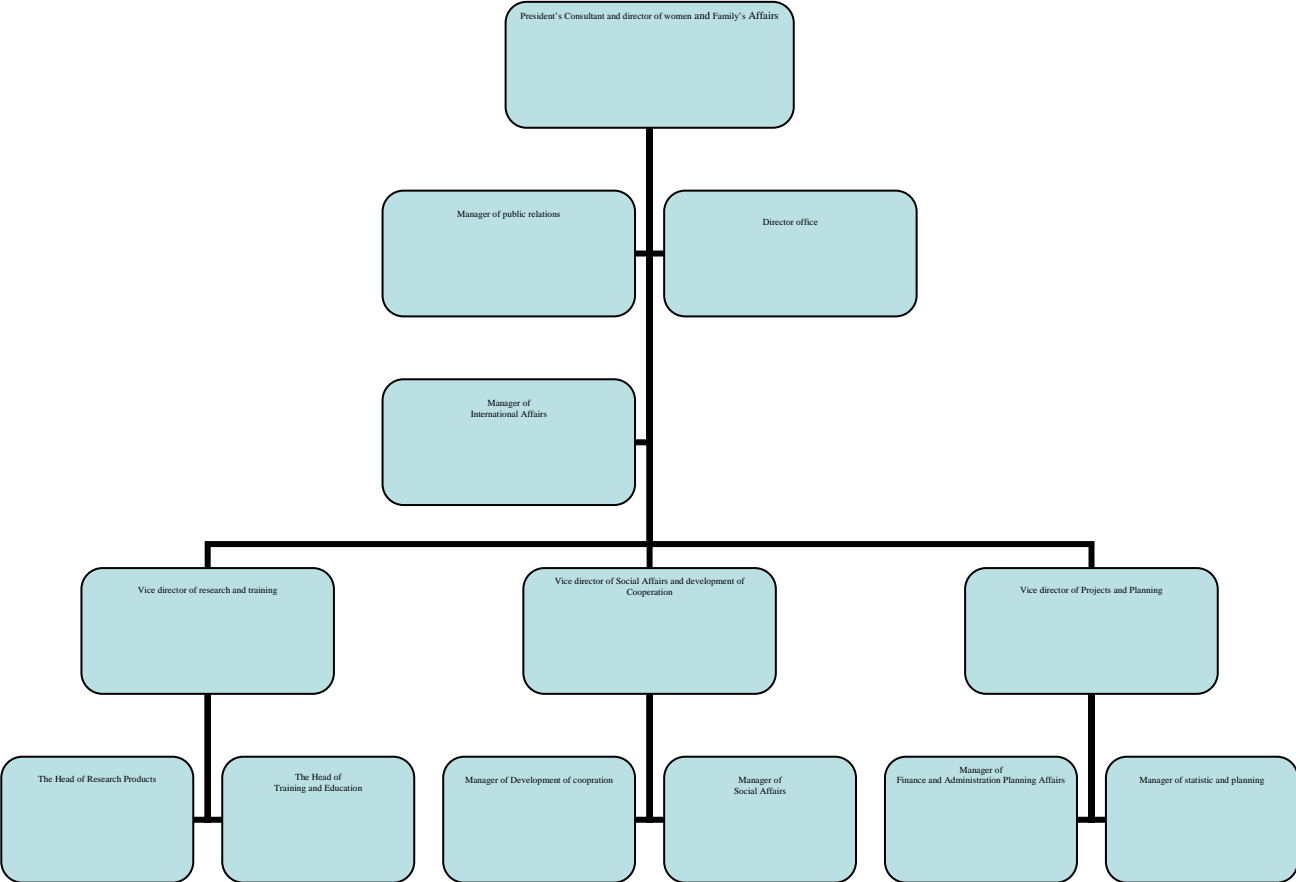 President's Consultant and director of women and Family's Affairs
Manager of public relations
Director office
Manager of
International Affairs
Vice director of research and training
Vice director of Social Affairs and development of
Cooperation
Vice director of Projects and Planning
The Head of Research Products
The Head of
Training and Education
Manager of Development of coopration
Manager of
Social Affairs
Manager of
Finance and Administration Planning Affairs
Manager of statistic and planning